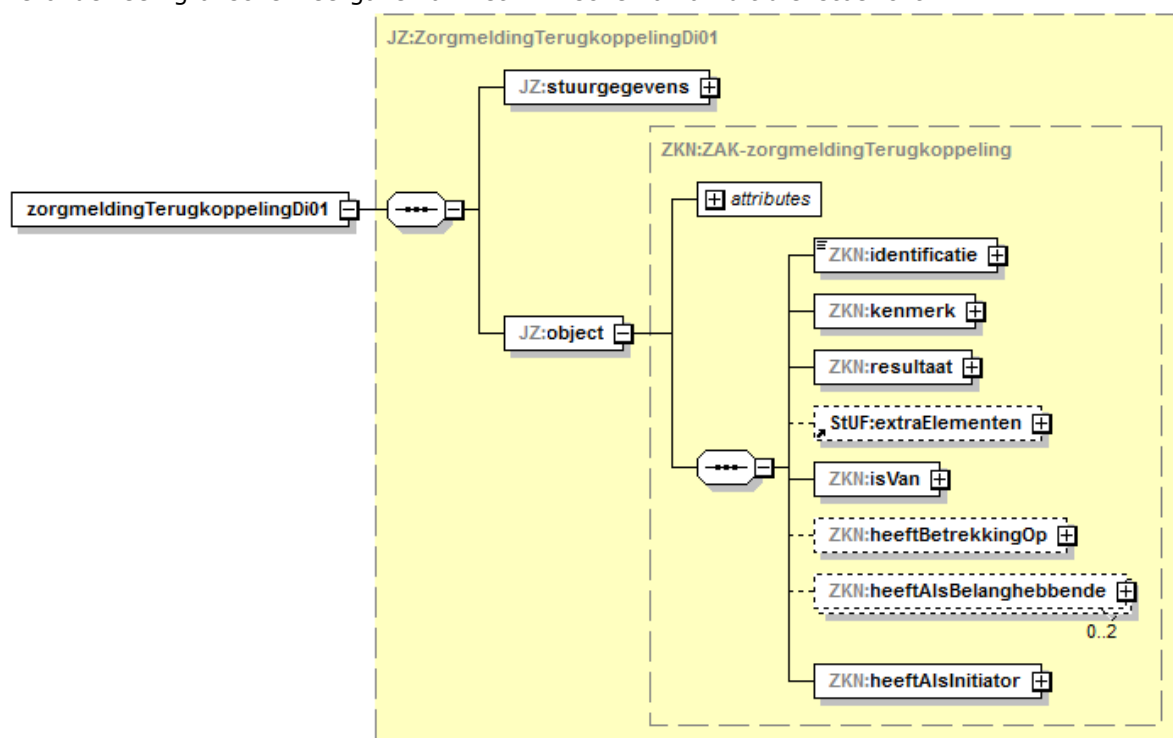 JZ:ZorgmeldingTerugkoppelingDi01
JZ:stuurgegevens
ZKN:ZAK-zorgmeldingTerugkoppeling
attributes
zorgmeldingTerugkoppelingDi01
ZKN:identificatie
ZKN:kenmerk
JZ:object
ZKN:resultaat
StUF:extraElementen
ZKN:isVan
ZKN:heeftBetrekkingOp
ZKN:heeftAlsBelanghebbende
0..2
ZKN:heeftAlsInitiator